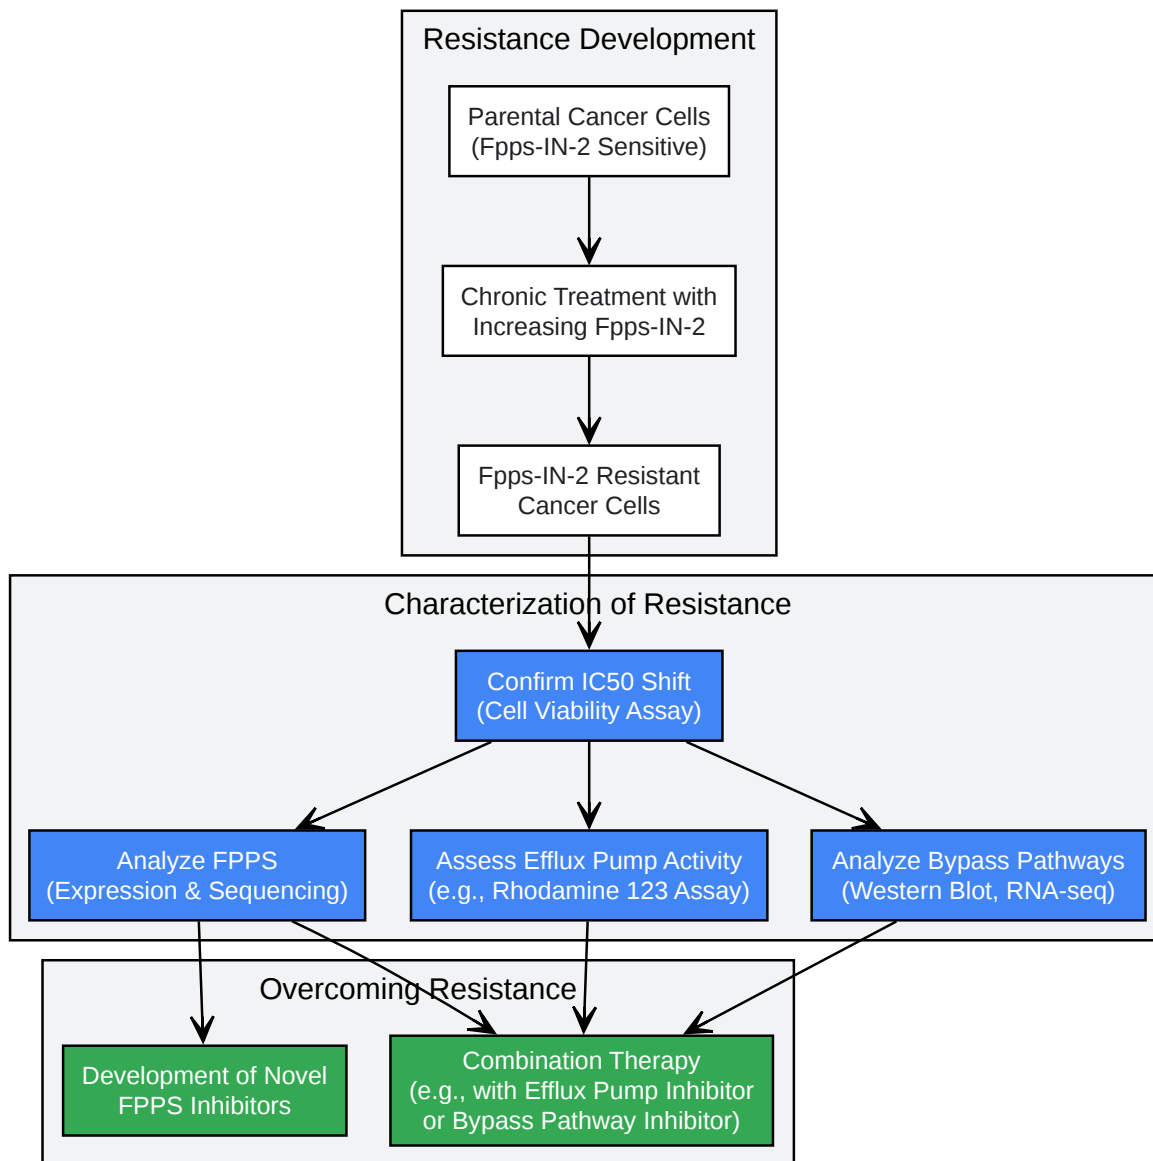 Resistance Development
Parental Cancer Cells
(Fpps-IN-2 Sensitive)
Chronic Treatment with
Increasing Fpps-IN-2
Fpps-IN-2 Resistant
Cancer Cells
Characterization of Resistance
Confirm IC50 Shift
(Cell Viability Assay)
Analyze FPPS
(Expression & Sequencing)
Assess Efflux Pump Activity
(e.g., Rhodamine 123 Assay)
Analyze Bypass Pathways
(Western Blot, RNA-seq)
Overcoming Resistance
Development of Novel
FPPS Inhibitors
Combination Therapy
(e.g., with Efflux Pump Inhibitor
or Bypass Pathway Inhibitor)